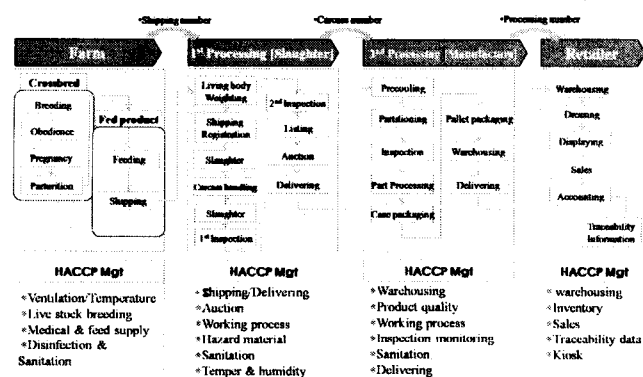 *Shipping number
*Carcass number
*Processing number
Farm
1st Processing [Slaughter]
Processing [Manufacture]
Retailer
Crossbred
Breeding
Obedience
Pregnancy
Parturition
Fed product
Feeding
Shipping
Living body
Weighting
Shipping
Registration
Slaughter
Carcass handling
Slaughter
1st Inspection
2nd Inspection
Listing
Auction
Delivering
Precooling
Partitioning
Inspection
Part Processing
Case packaging
Pallet packaging
Warehousing
Delivering
Warehousing
Dressing
Displaying
Sales
Accounting
Traceability
Information
HACCP Mgt
*Ventilation/Temperature
*Live stock breeding
*Medical & feed supply
*Disinfection &
Sanitation
HACCP Mgt
*Shipping/Delivering
*Auction
*Working process
*Hazard material
*Sanitation
*Temper & humidity
HACCP Mgt
*Warehousing
*Product quality
*Working process
*Inspection monitoring
*Sanitation
*Delivering
HACCP Mgt
*warehousing
*Inventory
*Sales
*Traceability data
*Kiosk